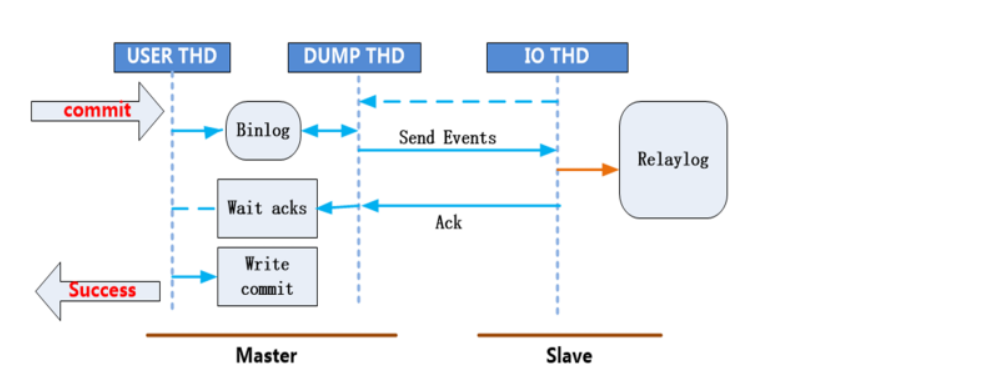 USER THD
DUMP THD
IO THD
commit
Binlog
Send Events
Relaylog
Wait acks
Ack
Write
commit
Success
Master
Slave